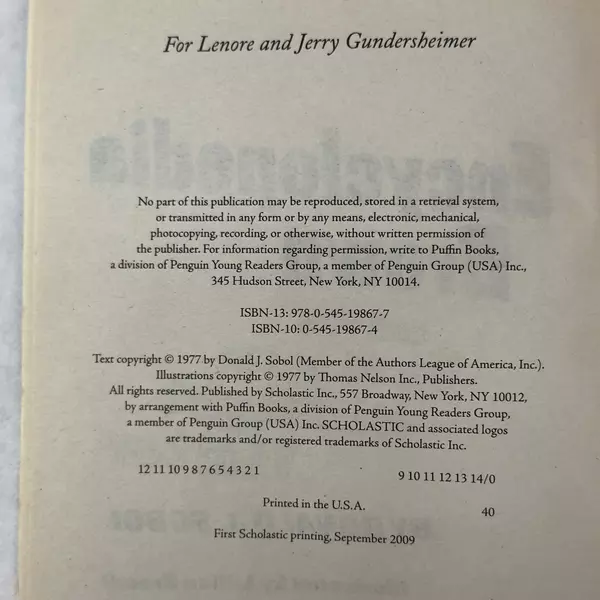 For Lenore and Jerry Gundersheimer
No part of this publication may be reproduced, stored in a retrieval system,
or transmitted in any form or by any means, electronic, mechanical,
photocopying, recording, or otherwise, without written permission of
the publisher. For information regarding permission, write to Puffin Books,
a division of Penguin Young Readers Group, a member of Penguin Group (USA) Inc.,
345 Hudson Street, New York, NY 10014.
ISBN-13: 978-0-545-19867-7
ISBN-10: 0-545-19867-4
Text copyright © 1977 by Donald J. Sobol (Member of the Authors League of America, Inc.).
Illustrations copyright © 1977 by Thomas Nelson Inc., Publishers.
All rights reserved. Published by Scholastic Inc., 557 Broadway, New York, NY 10012,
by arrangement with Puffin Books, a division of Penguin Young Readers Group,
a member of Penguin Group (USA) Inc. SCHOLASTIC and associated logos
are trademarks and/or registered trademarks of Scholastic Inc.
12 11 10 9 8 7 6 5 4 3 2 1 9 10 11 12 13 14/0
Printed in the U.S.A. 40
First Scholastic printing, September 2009